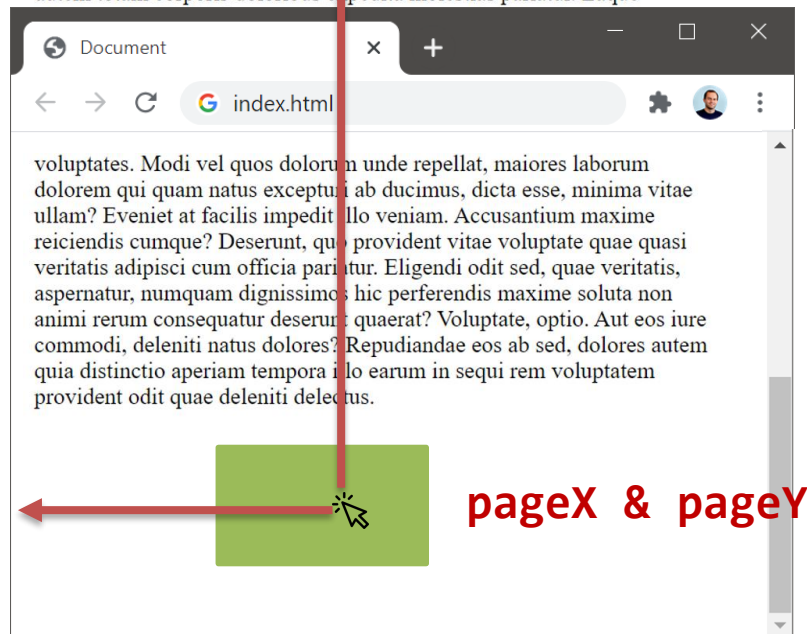 Document
index.html
voluptates. Modi vel quos dolorum unde repellat, maiores laborum
dolorem qui quam natus excepturi ab ducimus, dicta esse, minima vitae
ullam? Eveniet at facilis impedit illo veniam. Accusantium maxime
reiciendis cumque? Deserunt, quo provident vitae voluptate quae quasi
veritatis adipisci cum officia pariatur. Eligendi odit sed, quae veritatis,
aspernatur, numquam dignissimos hic perferendis maxime soluta non
animi rerum consequatur deserunt quaerat? Voluptate, optio. Aut eos iure
commodi, deleniti natus dolores? Repudiandae eos ab sed, dolores autem
quia distinctio aperiam tempora illo earum in sequi rem voluptatem
provident odit quae deleniti delectus.
pageX & pageY